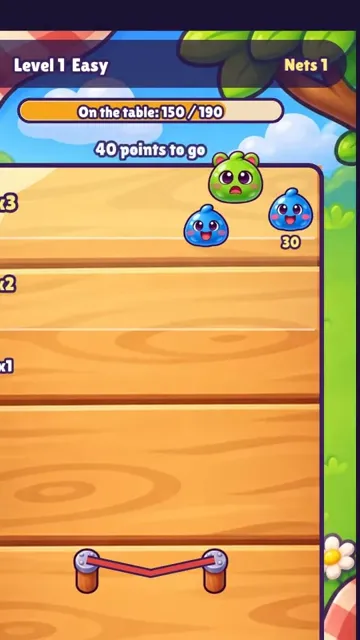 Level 1 Easy
Nets 1
On the table: 150 / 190
40 points to go
x3
30
x2
x1